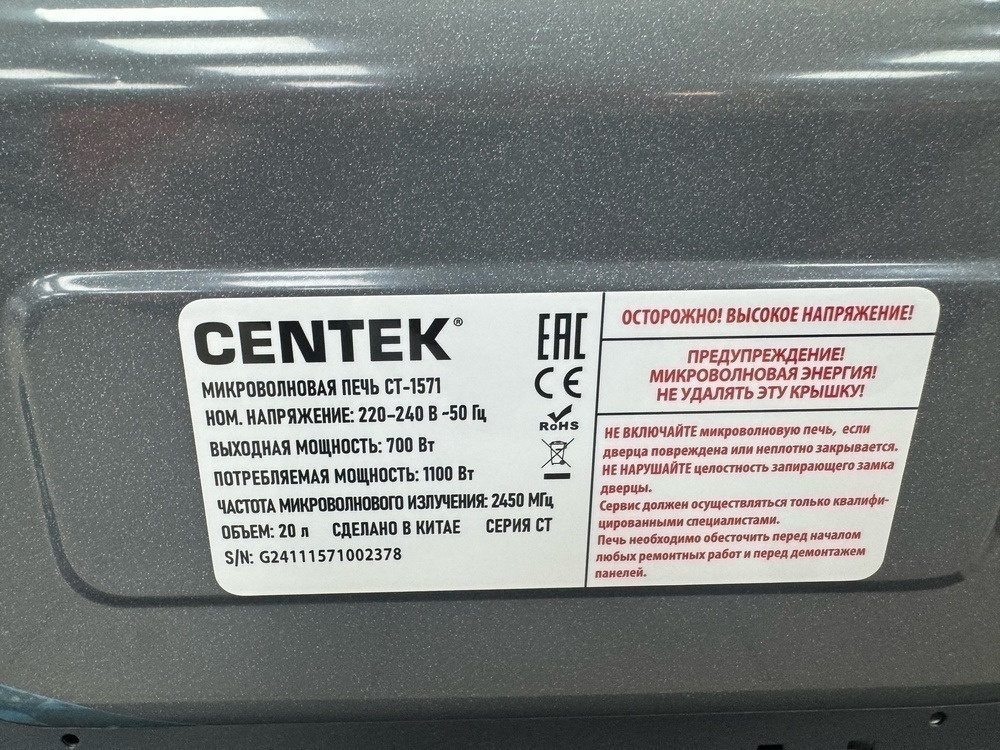 CENTEK®
МИКРОВОЛНОВАЯ ПЕЧЬ CT-1571
НОМ. НАПРЯЖЕНИЕ: 220-240 В ~50 Гц
ВЫХОДНАЯ МОЩНОСТЬ: 700 Вт
ПОТРЕБЛЯЕМАЯ МОЩНОСТЬ: 1100 Вт
ЧАСТОТА МИКРОВОЛНОВОГО ИЗЛУЧЕНИЯ: 2450 МГц
ОБЪЕМ: 20 л СДЕЛАНО В КИТАЕ СЕРИЯ CT
S/N: G24111571002378
EAC
CE
RoHS
ОСТОРОЖНО! ВЫСОКОЕ НАПРЯЖЕНИЕ!
ПРЕДУПРЕЖДЕНИЕ!
МИКРОВОЛНОВАЯ ЭНЕРГИЯ!
НЕ УДАЛЯТЬ ЭТУ КРЫШКУ!
НЕ ВКЛЮЧАЙТЕ микроволновую печь, если
дверца повреждена или неплотно закрывается.
НЕ НАРУШАЙТЕ целостность запирающего замка
дверцы.
Сервис должен осуществляться только квалифи-
цированными специалистами.
Печь необходимо обесточить перед началом
любых ремонтных работ и перед демонтажем
панелей.